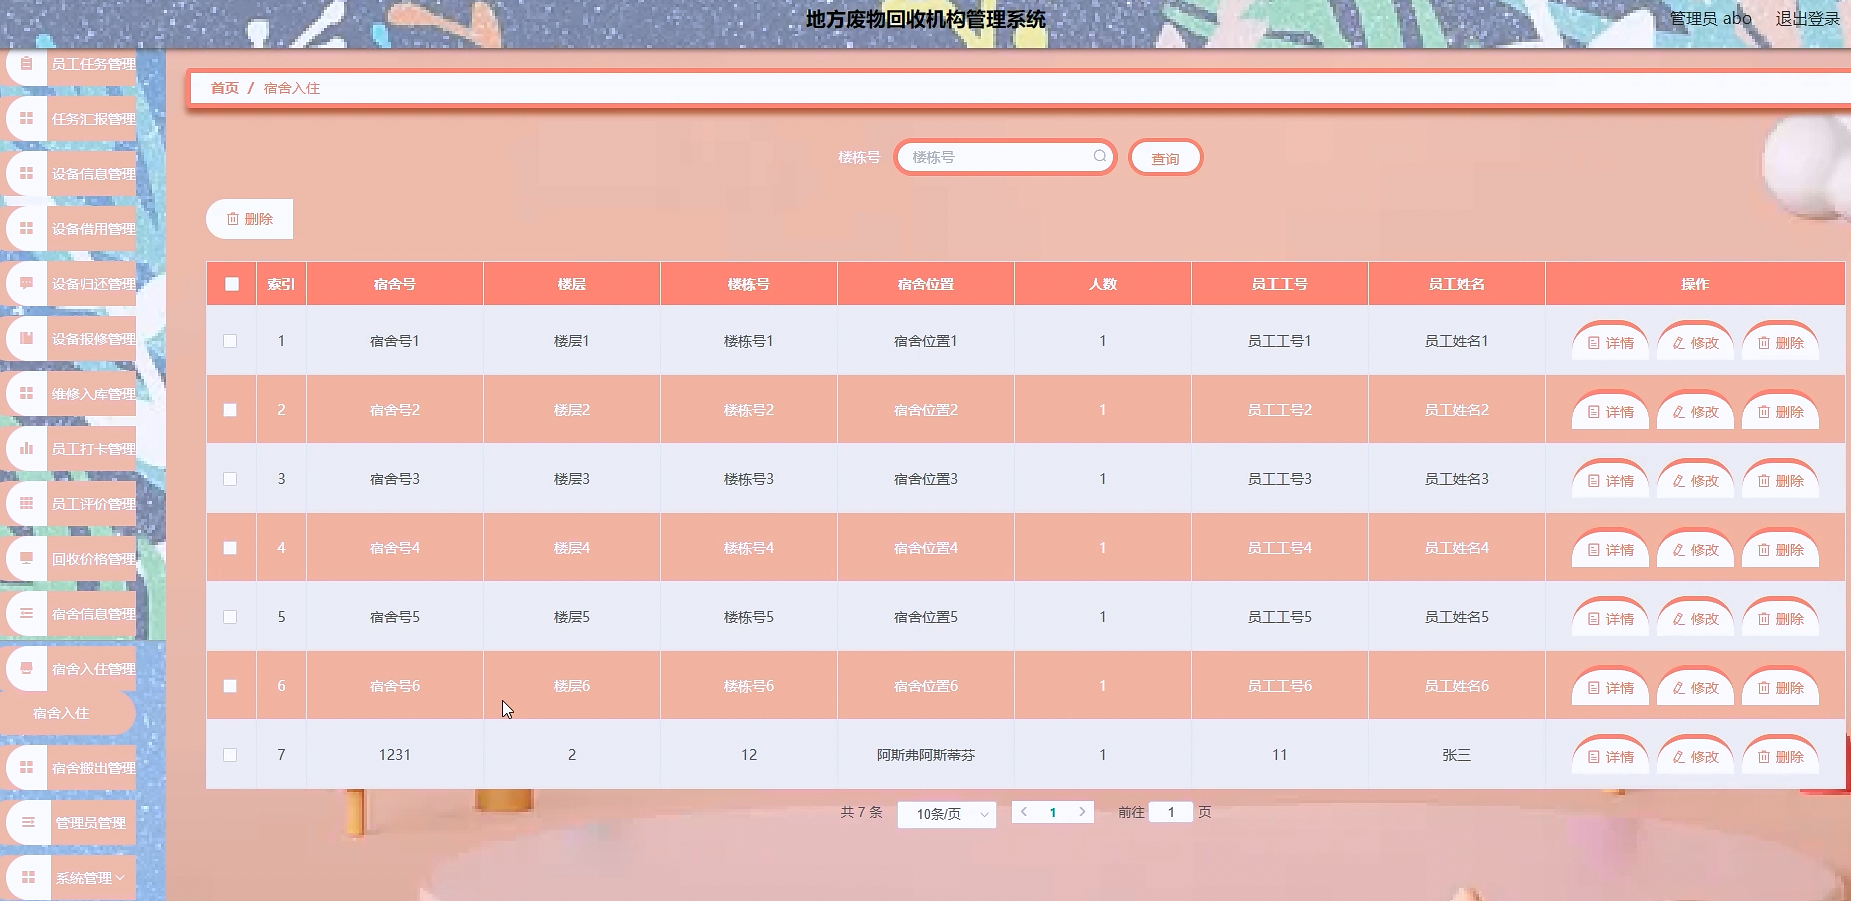 地方废物回收机构管理系统
管理员 abo 退出登录
员工任务管理
任务汇报管理
设备信息管理
设备借用管理
设备归还管理
设备报修管理
维修入库管理
员工打卡管理
员工评价管理
回收价格管理
宿舍信息管理
宿舍入住管理
宿舍入住
宿舍搬出管理
管理员管理
系统管理
首页 / 宿舍入住
楼栋号 楼栋号 查询
删除
索引 宿舍号 楼层 楼栋号 宿舍位置 人数 员工工号 员工姓名 操作
1 宿舍号1 楼层1 楼栋号1 宿舍位置1 1 员工工号1 员工姓名1 详情 修改 删除
2 宿舍号2 楼层2 楼栋号2 宿舍位置2 1 员工工号2 员工姓名2 详情 修改 删除
3 宿舍号3 楼层3 楼栋号3 宿舍位置3 1 员工工号3 员工姓名3 详情 修改 删除
4 宿舍号4 楼层4 楼栋号4 宿舍位置4 1 员工工号4 员工姓名4 详情 修改 删除
5 宿舍号5 楼层5 楼栋号5 宿舍位置5 1 员工工号5 员工姓名5 详情 修改 删除
6 宿舍号6 楼层6 楼栋号6 宿舍位置6 1 员工工号6 员工姓名6 详情 修改 删除
7 1231 2 12 阿斯弗阿斯蒂芬 1 11 张三 详情 修改 删除
共 7 条 10条/页 1 前往 1 页